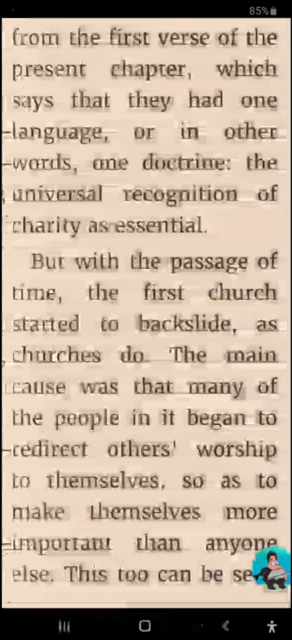 85%
from the first verse of the
present chapter, which
says that they had one
language, or in other
words, one doctrine: the
universal recognition of
charity as essential.
But with the passage of
time, the first church
started to backslide, as
churches do. The main
cause was that many of
the people in it began to
redirect others' worship
to themselves, so as to
make themselves more
important than anyone
else. This too can be